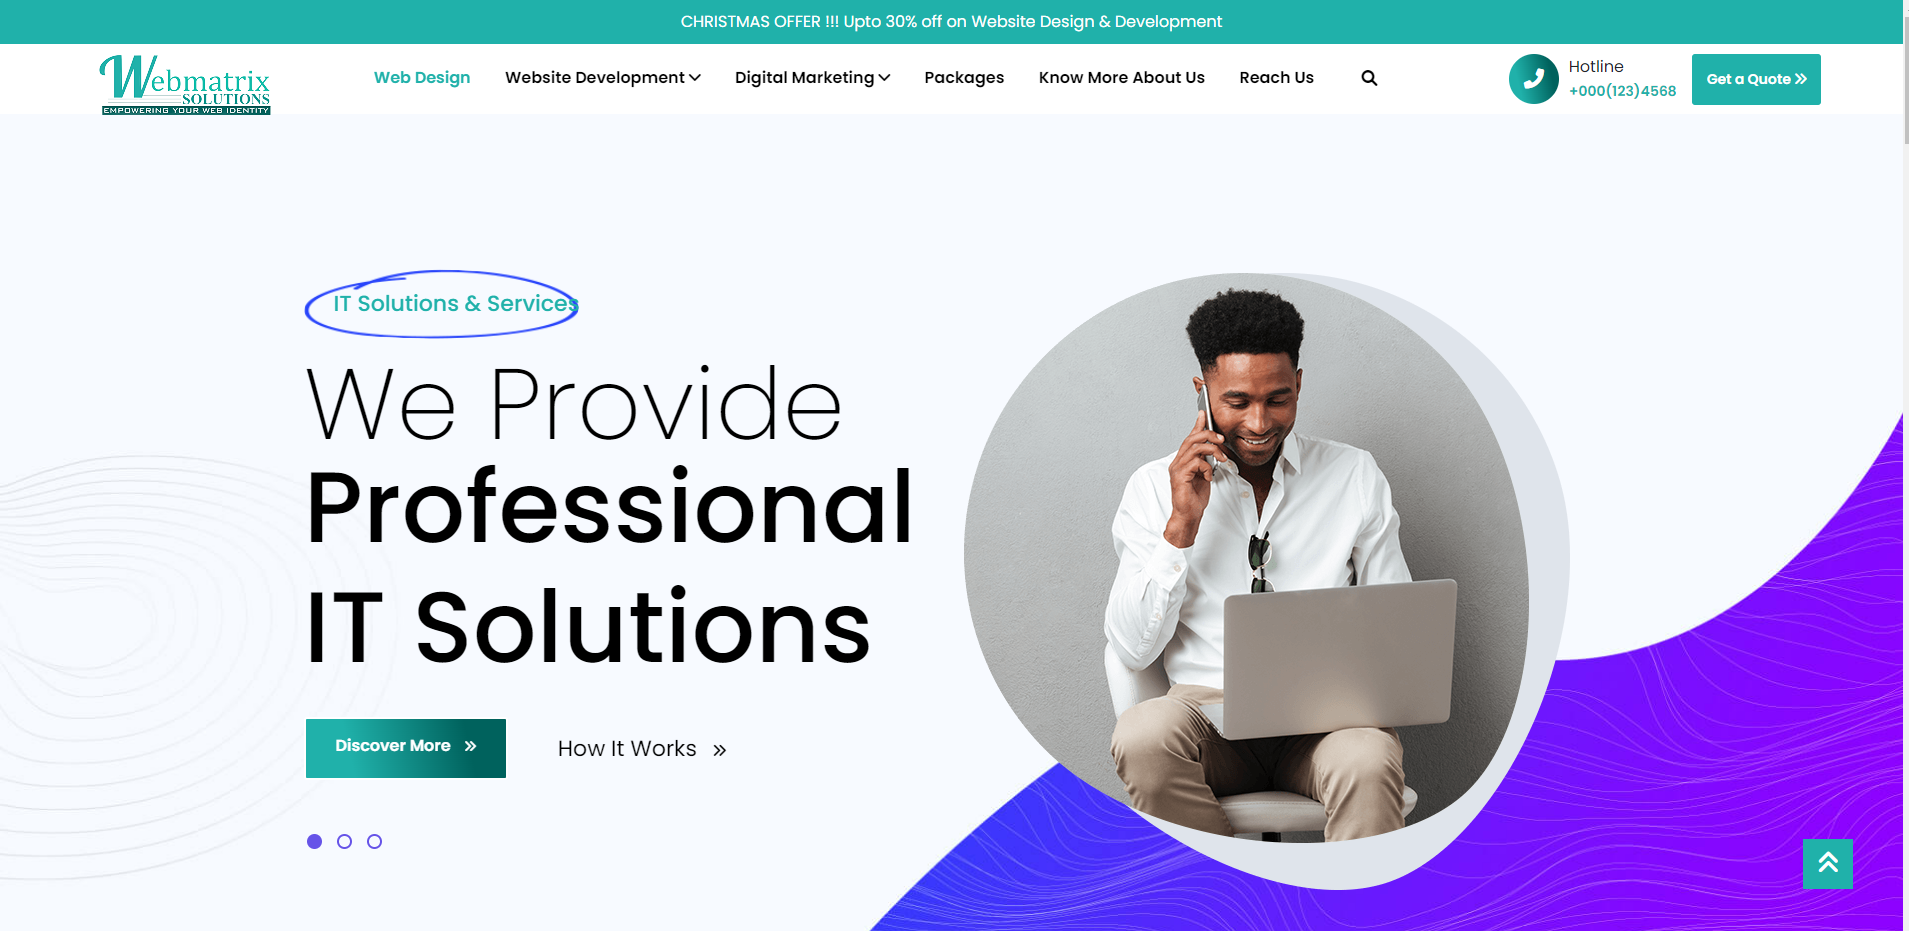 CHRISTMAS OFFER !!! Upto 30% off on Website Design & Development
Webmatrix
SOLUTIONS
EMPOWERING YOUR WEB IDENTITY
Web Design
Website Development
Digital Marketing
Packages
Know More About Us
Reach Us
Hotline
+000(123)4568
Get a Quote
IT Solutions & Services
We Provide
Professional
IT Solutions
Discover More
How It Works